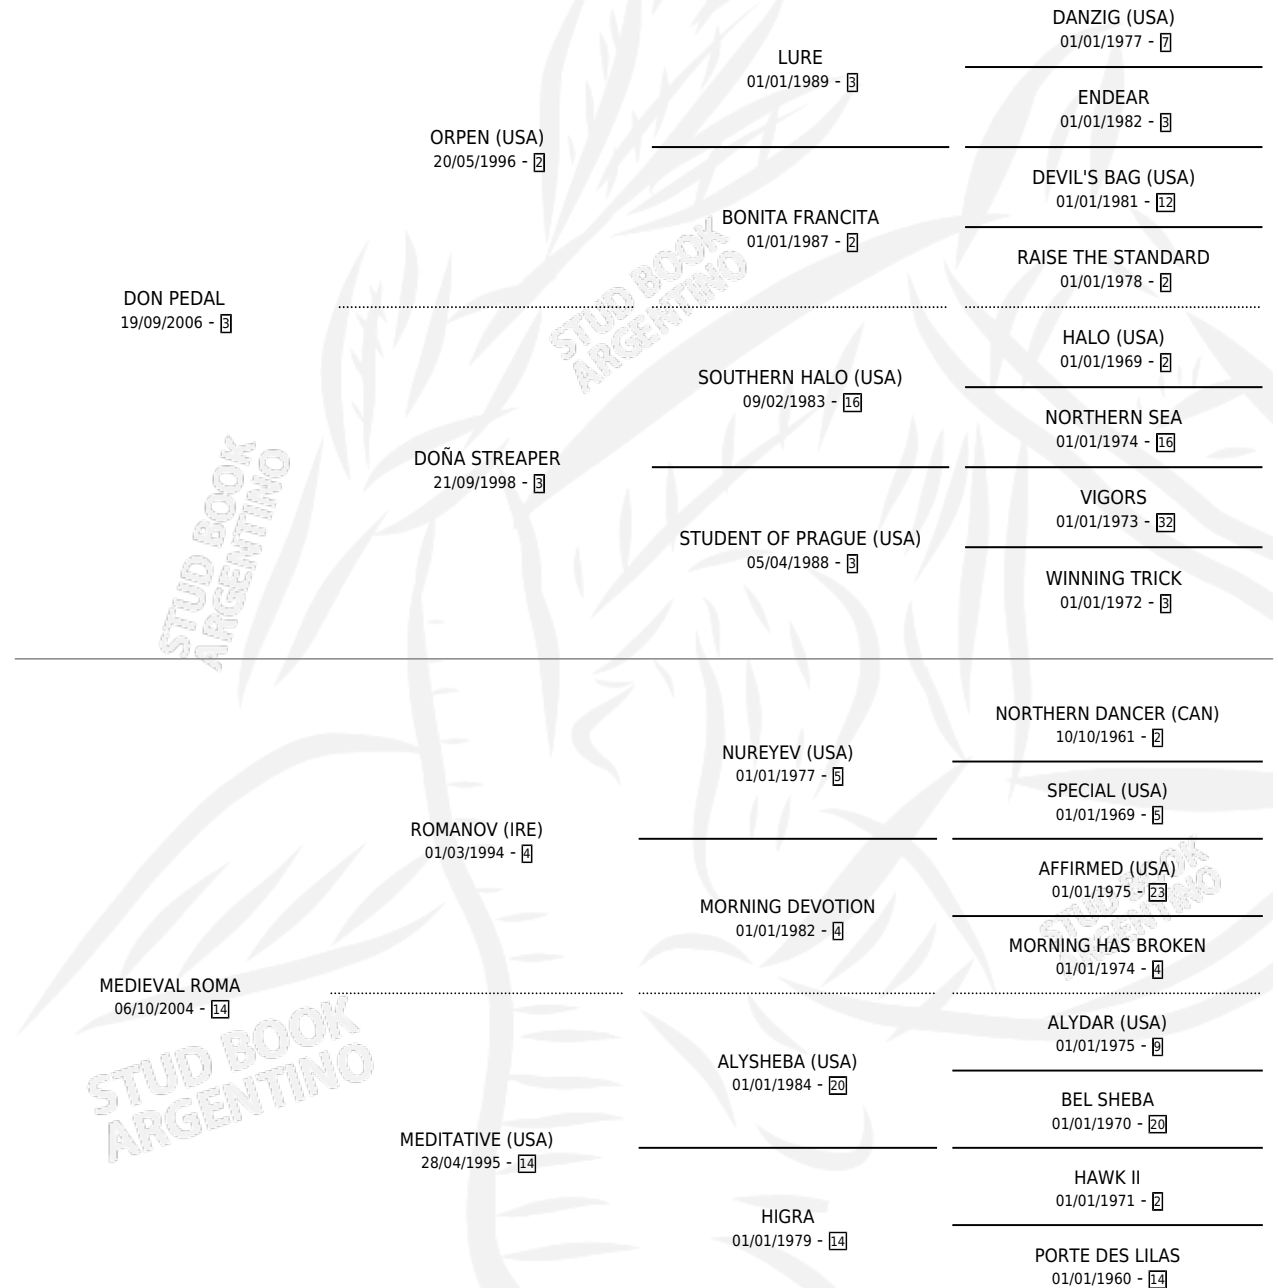 DANZIG (USA)
01/01/1977 - 7
LURE
01/01/1989 - 3
ENDEAR
01/01/1982 - 3
ORPEN (USA)
20/05/1996 - 2
DEVIL'S BAG (USA)
01/01/1981 - 12
BONITA FRANCITA
01/01/1987 - 2
RAISE THE STANDARD
01/01/1978 - 2
DON PEDAL
19/09/2006 - 3
STUD BOOK
ARGENTINO
HALO (USA)
01/01/1969 - 2
SOUTHERN HALO (USA)
09/02/1983 - 16
NORTHERN SEA
01/01/1974 - 16
DOÑA STREAPER
21/09/1998 - 3
VIGORS
01/01/1973 - 32
STUDENT OF PRAGUE (USA)
05/04/1988 - 3
WINNING TRICK
01/01/1972 - 3
STUD BOOK
ARGENTINO
NORTHERN DANCER (CAN)
10/10/1961 - 2
NUREYEV (USA)
01/01/1977 - 5
SPECIAL (USA)
01/01/1969 - 5
ROMANOV (IRE)
01/03/1994 - 4
AFFIRMED (USA)
01/01/1975 - 23
MORNING DEVOTION
01/01/1982 - 4
STUD BOOK
ARGENTINO
MORNING HAS BROKEN
01/01/1974 - 4
MEDIEVAL ROMA
06/10/2004 - 14
STUD BOOK
ARGENTINO
ALYDAR (USA)
01/01/1975 - 9
ALYSHEBA (USA)
01/01/1984 - 20
BEL SHEBA
01/01/1970 - 20
MEDITATIVE (USA)
28/04/1995 - 14
HAWK II
01/01/1971 - 2
HIGRA
01/01/1979 - 14
PORTE DES LILAS
01/01/1960 - 14